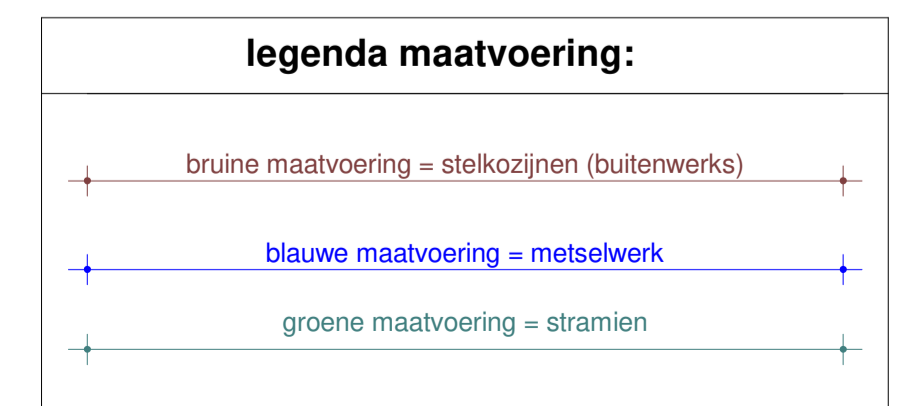 legenda maatvoering:
bruine maatvoering = stelkozijnen (buitenwerks)
blauwe maatvoering = metselwerk
groene maatvoering = stramien